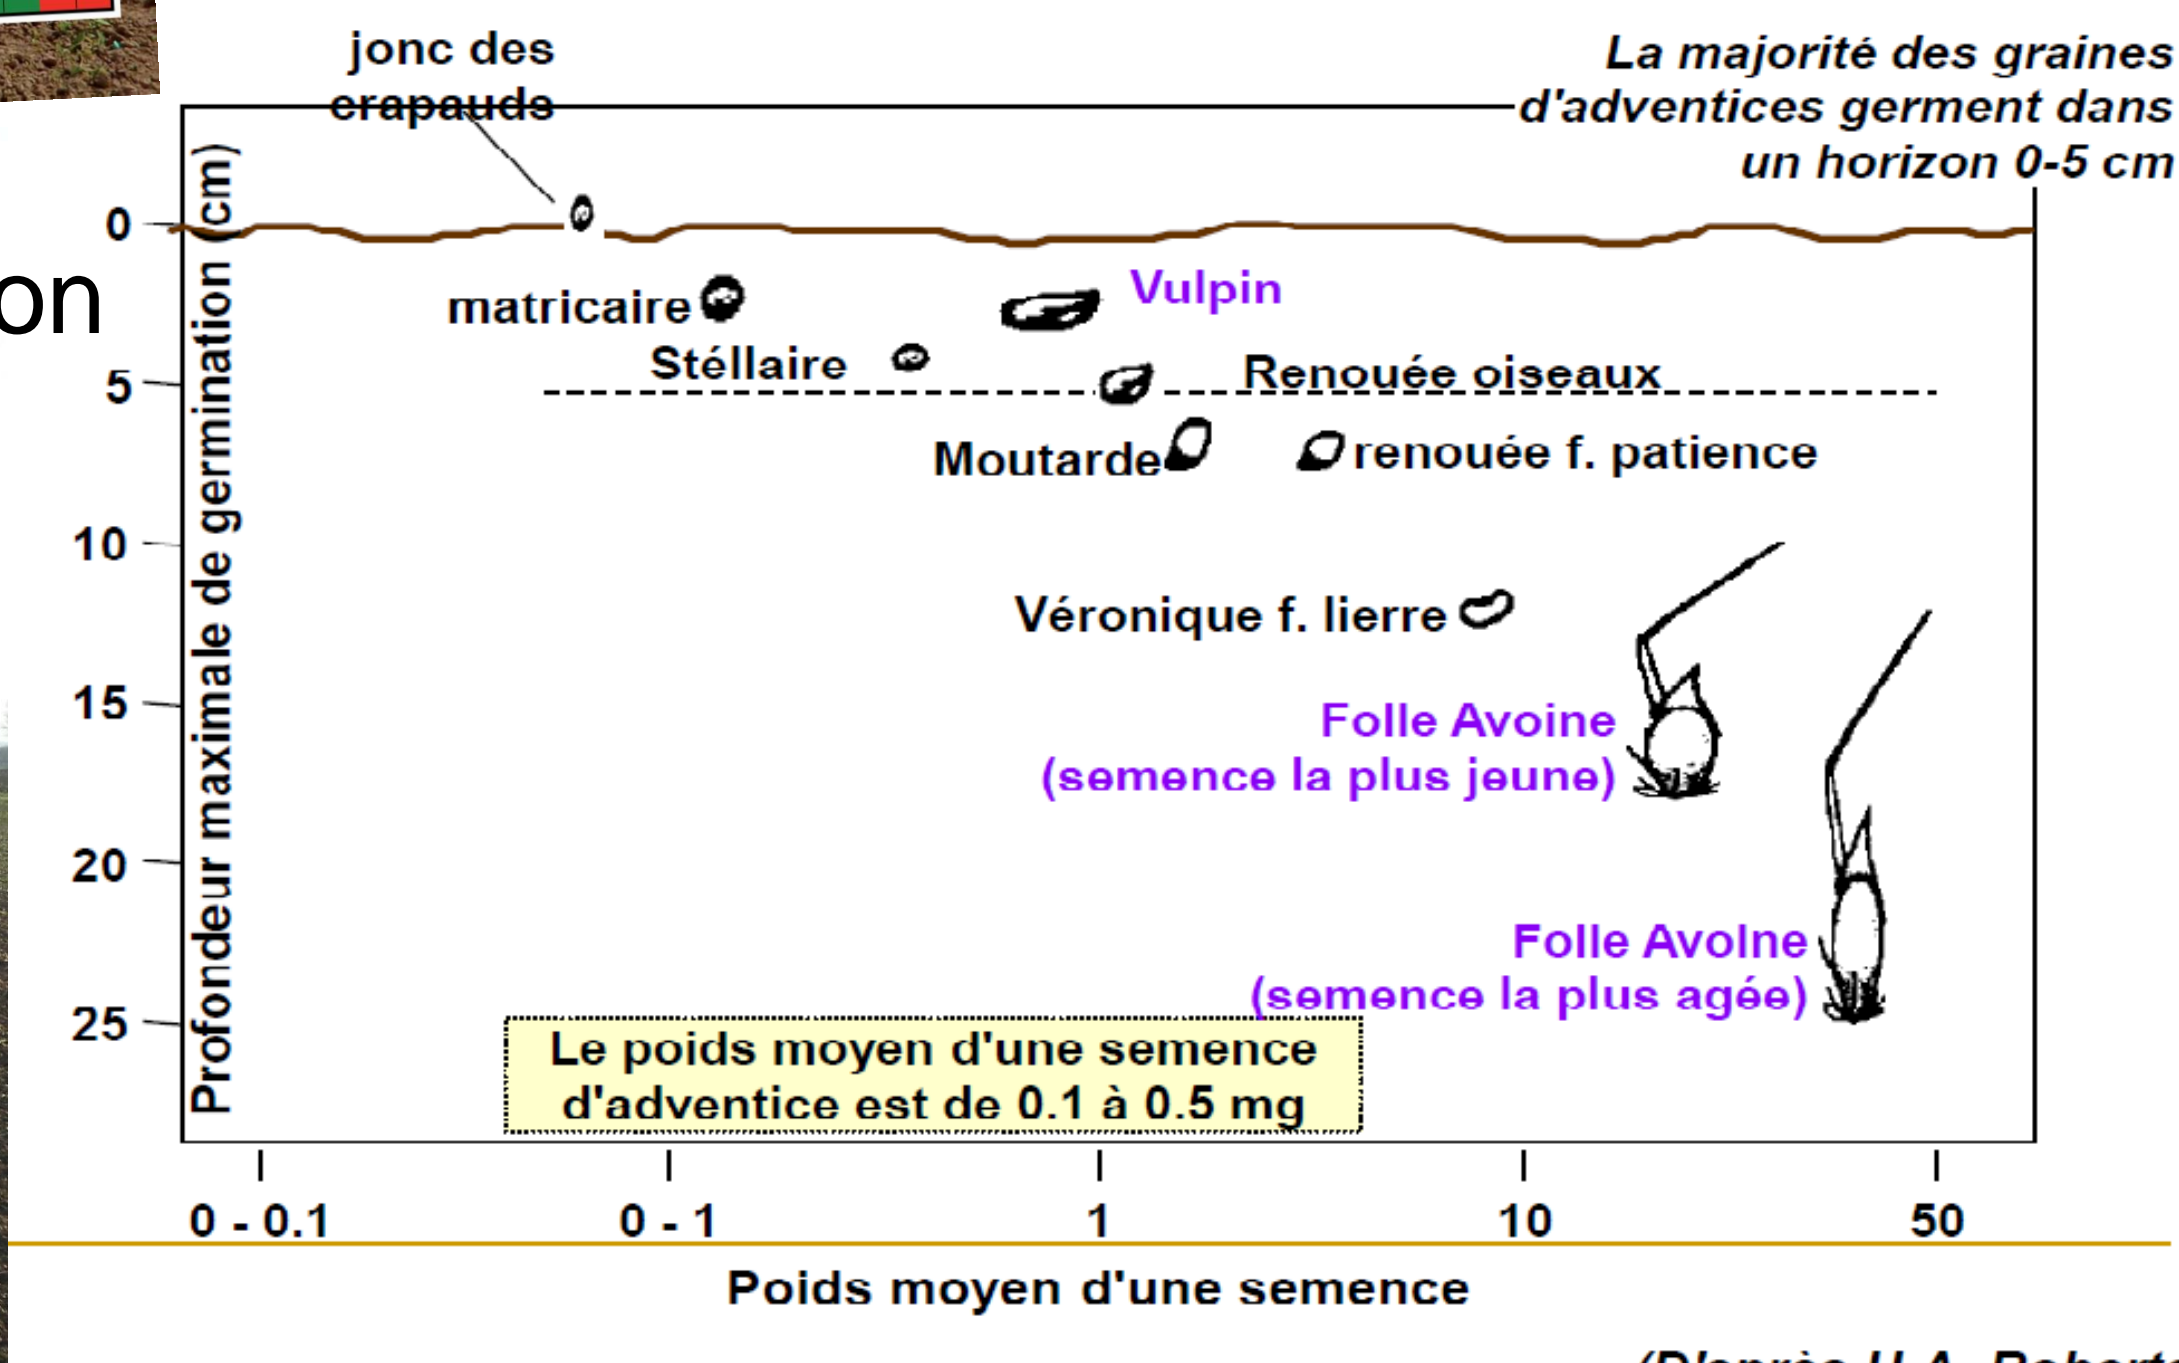 jonc des
crapauds
La majorité des graines
d'adventices germent dans
un horizon 0-5 cm
Profondeur maximale de germination (cm)
0
on
matricaire
Vulpin
Stéllaire
5
Renouée oiseaux
Moutarde
renouée f. patience
10
Véronique f. lierre
15
Folle Avoine
(semence la plus jeune)
20
Folle AvoIne
(semence la plus agée)
25
Le poids moyen d'une semence
d'adventice est de 0.1 à 0.5 mg
0 - 0.1
0 - 1
1
10
50
Poids moyen d'une semence
(D'après H.A. Roberts